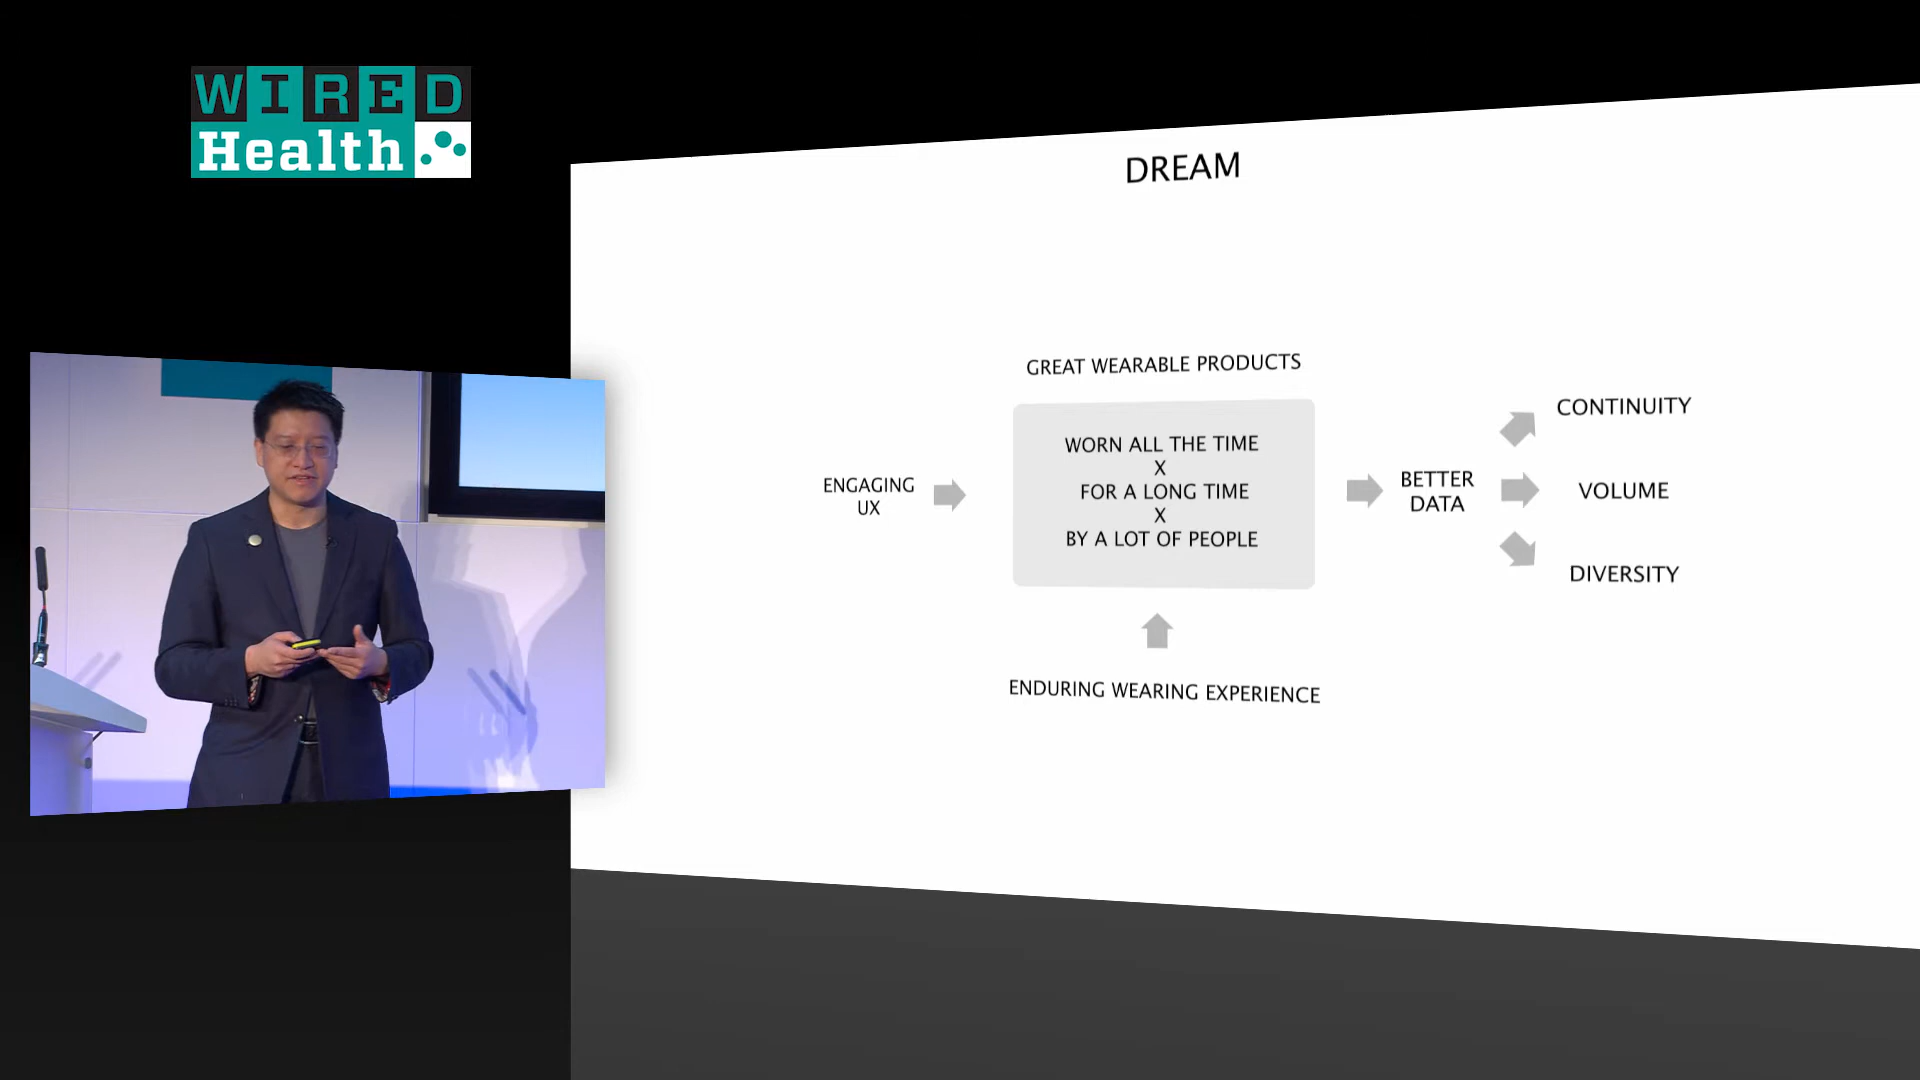 WIRED
Health
DREAM
GREAT WEARABLE PRODUCTS
WORN ALL THE TIME
X
FOR A LONG TIME
X
BY A LOT OF PEOPLE
ENGAGING
UX
BETTER
DATA
CONTINUITY
VOLUME
DIVERSITY
ENDURING WEARING EXPERIENCE